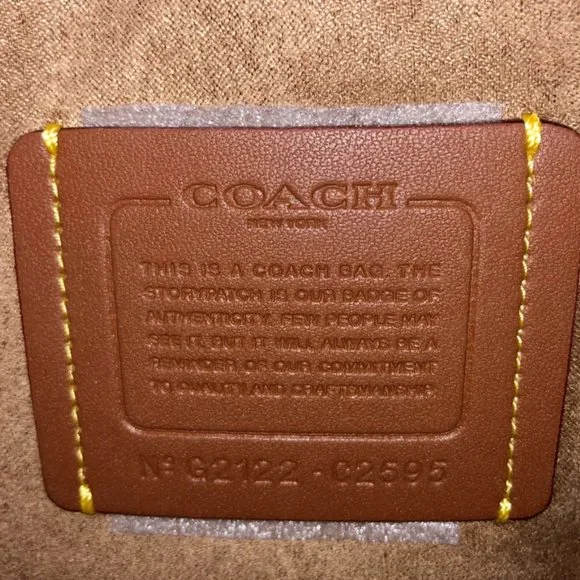 COACH
NEW YORK
THIS IS A COACH BAG. THE
STORYPATCH IS OUR BADGE OF
AUTHENTICITY. FEW PEOPLE MAY
SEE IT, BUT IT WILL ALWAYS BE A
REMINDER OF OUR COMMITMENT
TO QUALITY AND CRAFTSMANSHIP.
Nº G2122 - C2595